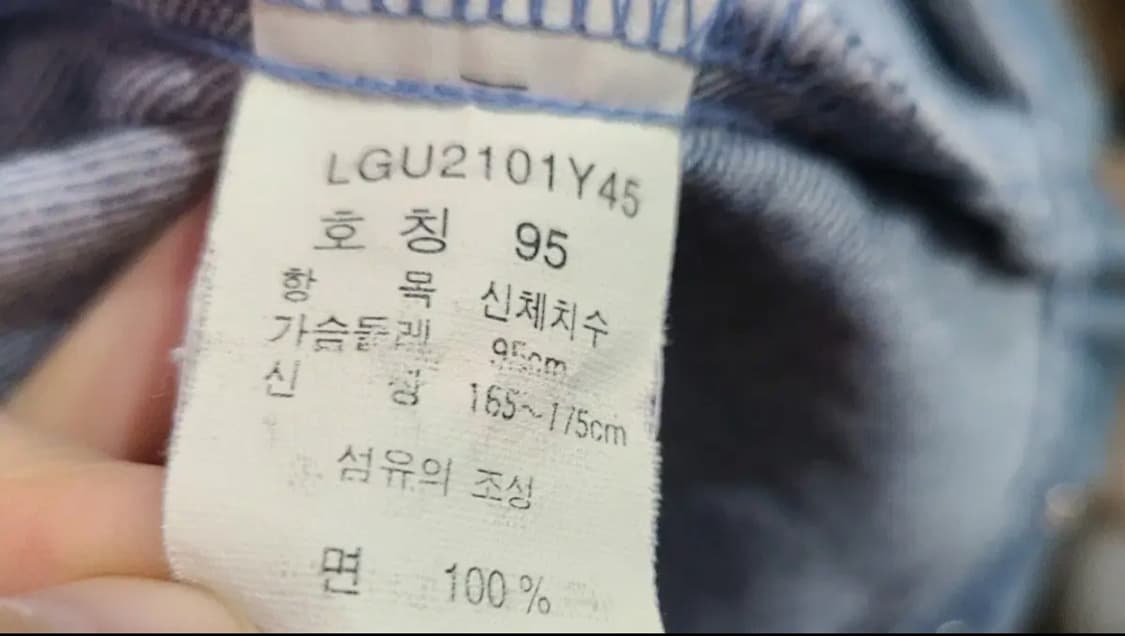 LGU2101Y45
호 칭 95
항 목 신체치수
가슴둘레 95cm
신 장 165~175cm
섬유의 조성
면 100 %